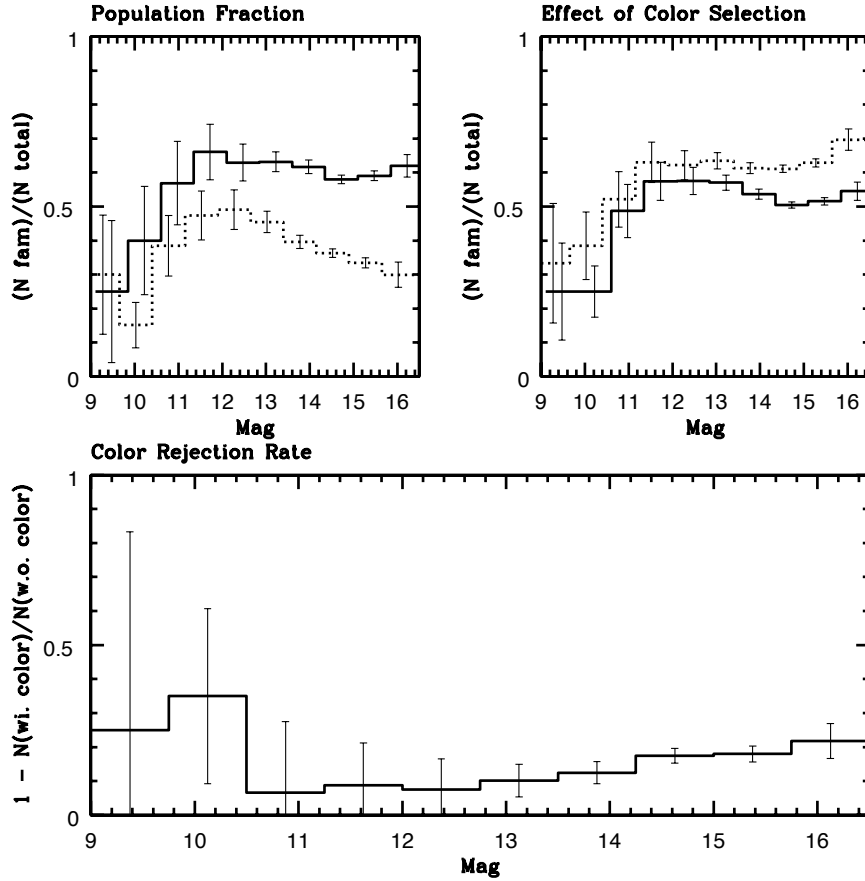 Population Fraction
1
0.5
0
(N fam)/(N total)
9 10 11 12 13 14 15 16
Mag
Effect of Color Selection
1
0.5
0
(N fam)/(N total)
9 10 11 12 13 14 15 16
Mag
Color Rejection Rate
1
0.5
0
1 - N(wi. color)/N(w.o. color)
9 10 11 12 13 14 15 16
Mag